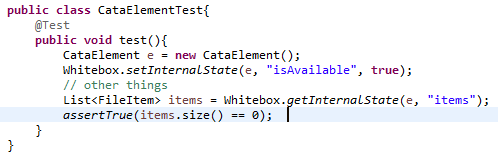 public class CataElementTest{
@Test
public void test(){
CataElement e = new CataElement();
Whitebox.setInternalState(e, "isAvailable", true);
// other things
List<FileItem> items = Whitebox.getInternalState(e, "items");
assertTrue(items.size() == 0);
}
}